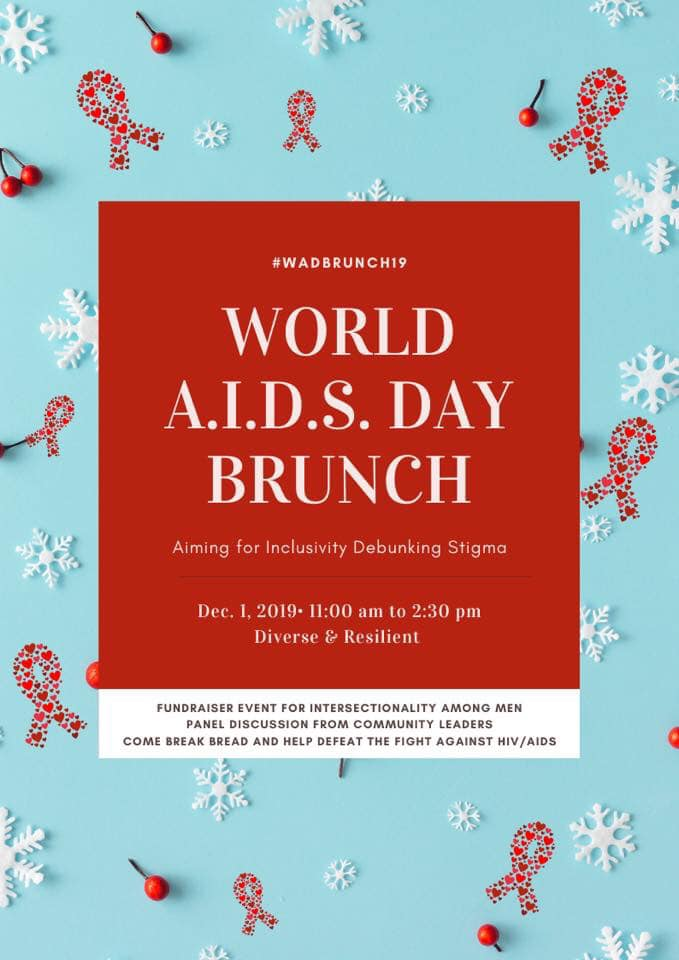 #WADBRUNCH19
WORLD
A.I.D.S. DAY
BRUNCH
Aiming for Inclusivity Debunking Stigma
Dec. 1, 2019• 11:00 am to 2:30 pm
Diverse & Resilient
FUNDRAISER EVENT FOR INTERSECTIONALITY AMONG MEN
PANEL DISCUSSION FROM COMMUNITY LEADERS
COME BREAK BREAD AND HELP DEFEAT THE FIGHT AGAINST HIV/AIDS